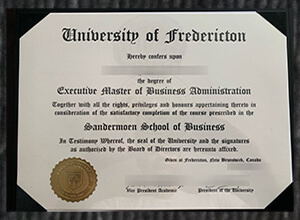 University of Fredericton
Hereby confers upon
the degree of
Executive Master of Business Administration
Together with all the rights, privileges and honours appertaining thereto in
consideration of the satisfactory completion of the course prescribed in the
Sandermoen School of Business
In Testimony Whereof, the seal of the University and the signatures
as authorized by the Board of Directors are hereunto affixed.
Given at Fredericton, New Brunswick, Canada
Vice President Academic
President of the University